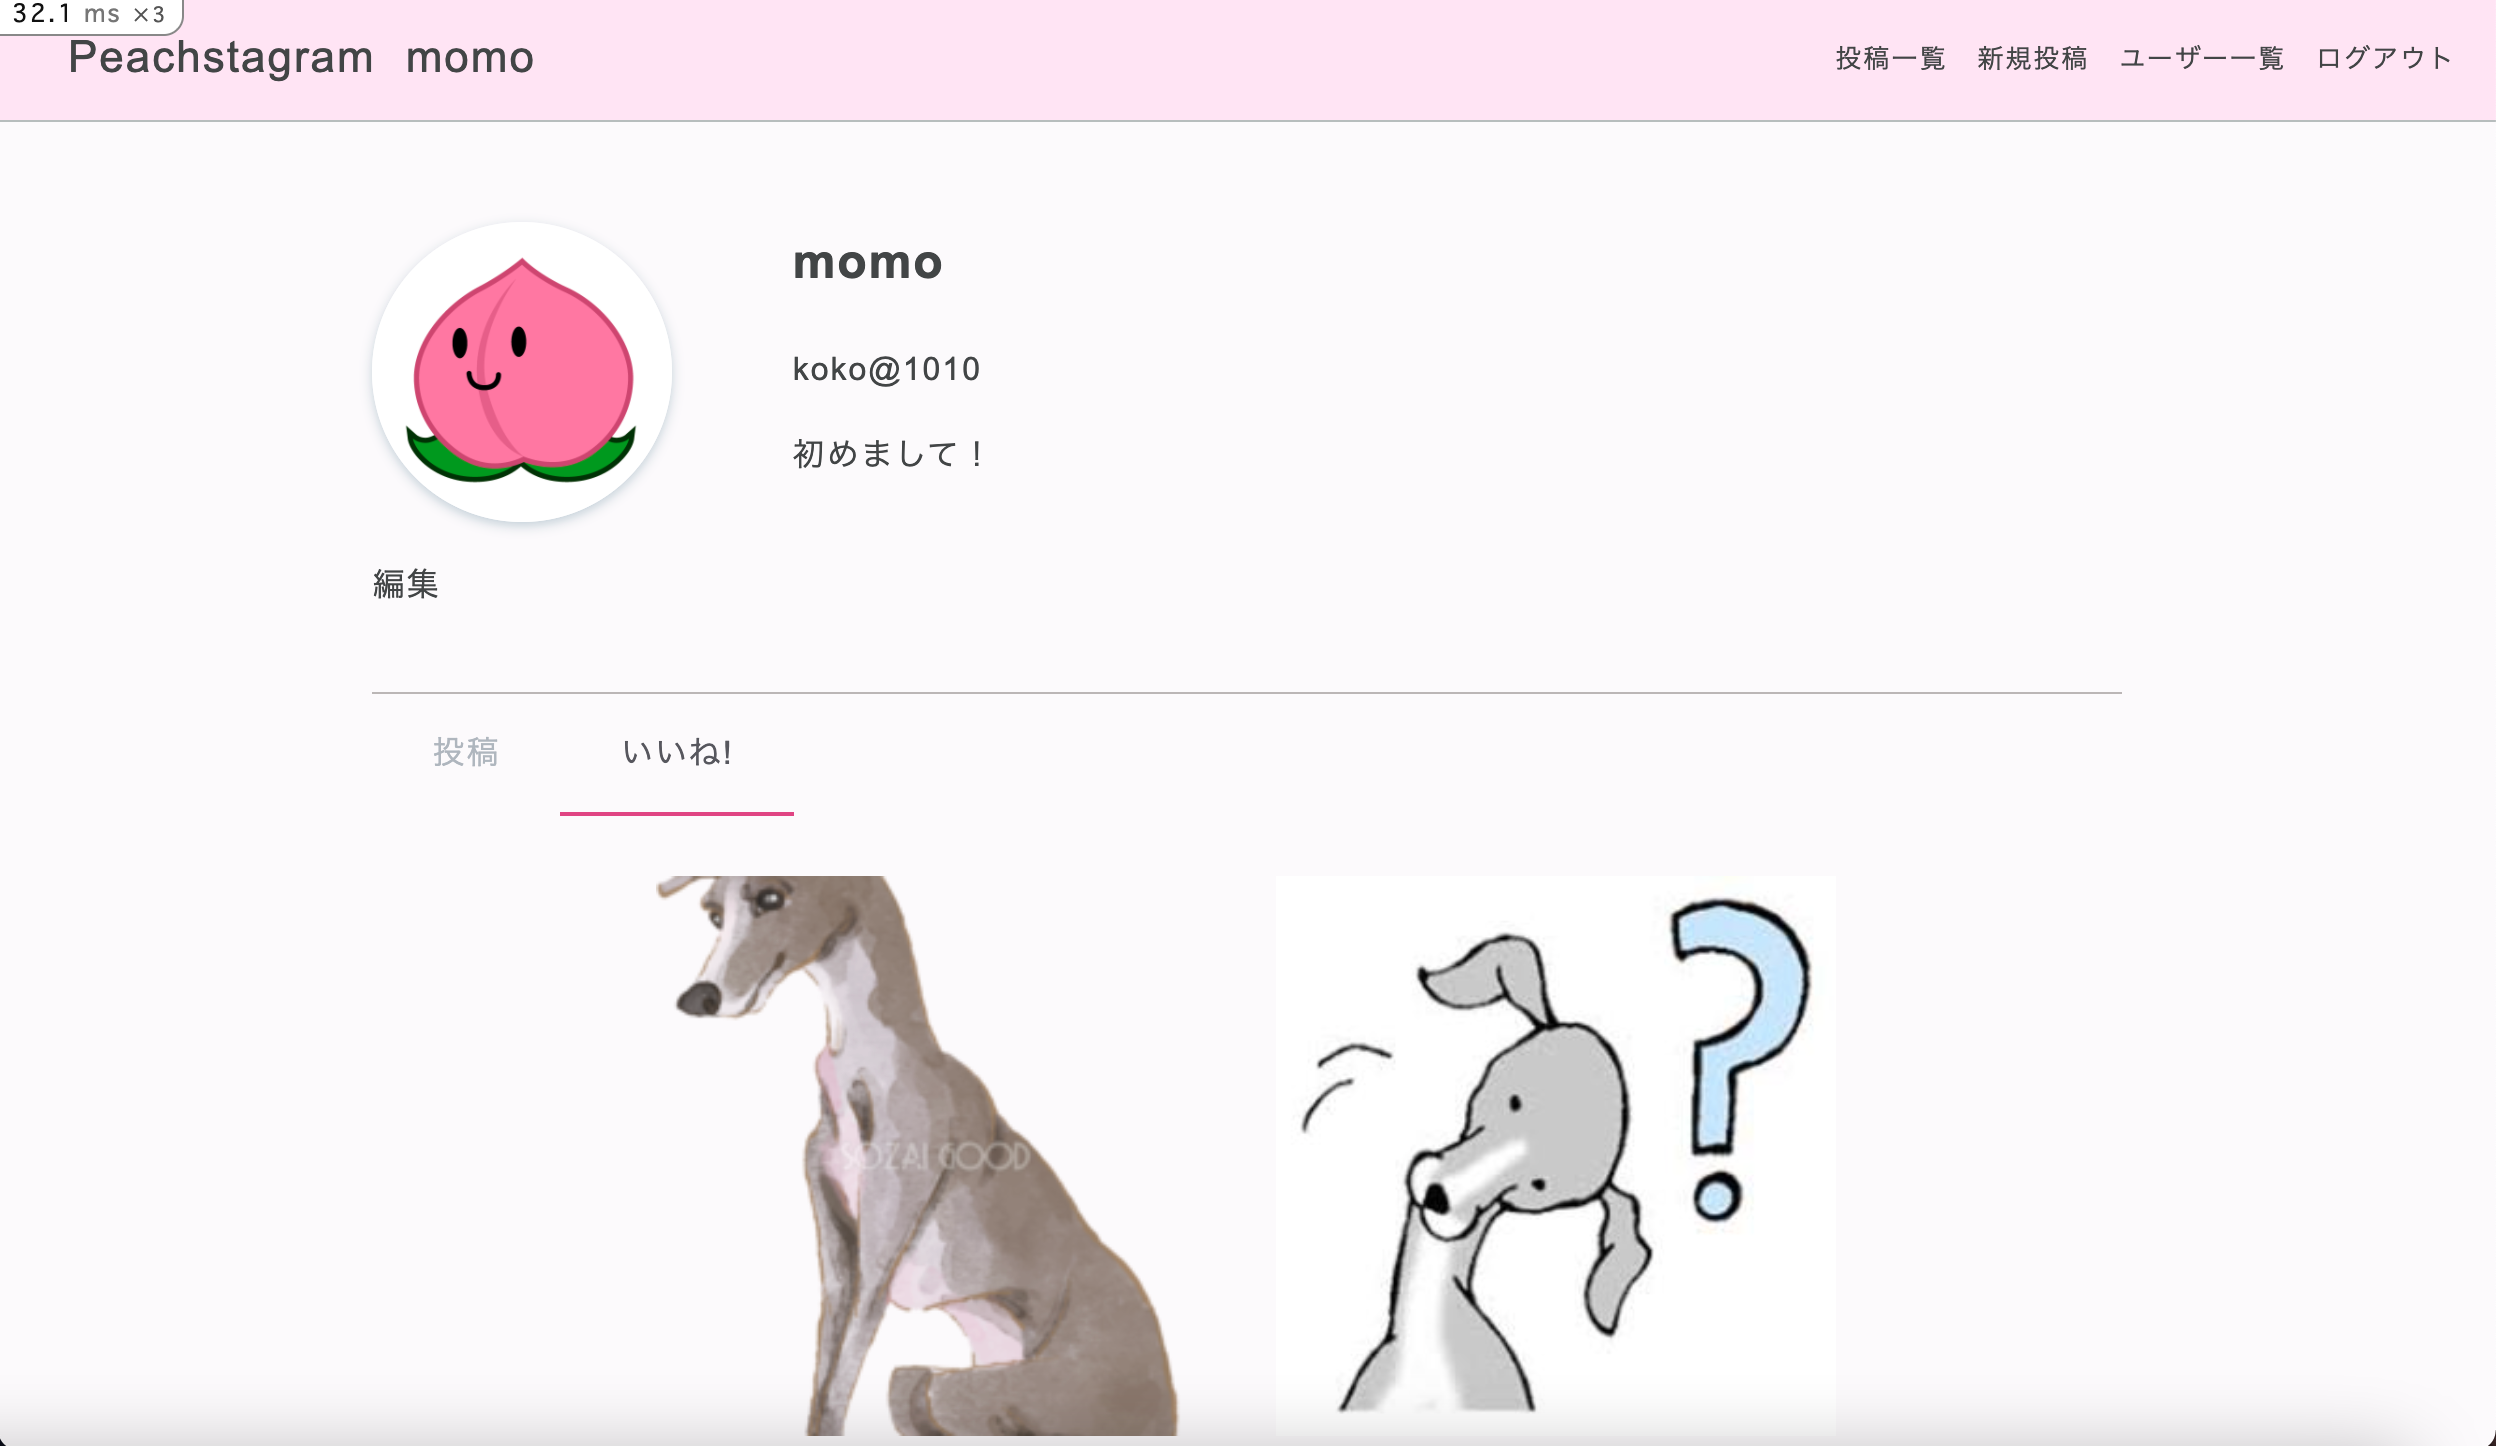 32.1 ms ×3
Peachstagram momo 投稿一覧 新規投稿 ユーザー一覧 ログアウト
momo
koko@1010
初めまして！
編集
投稿 いいね!
SOZAI GOOD